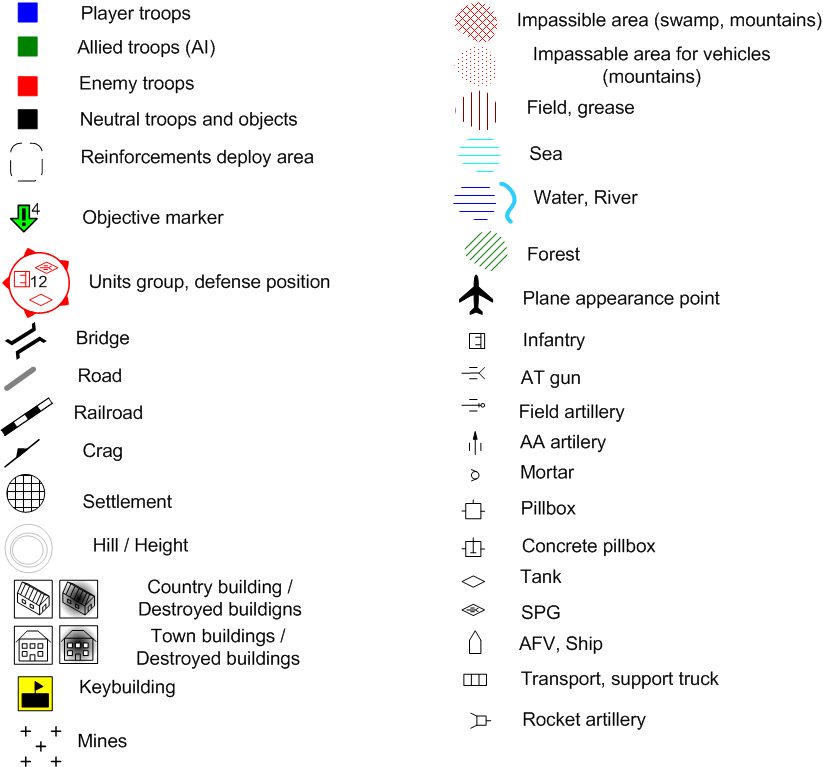 Player troops
Allied troops (AI)
Enemy troops
Neutral troops and objects
Reinforcements deploy area
4
Objective marker
12
Units group, defense position
Bridge
Road
Railroad
Crag
Settlement
Hill / Height
Country building /
Destroyed buildigns
Town buildings /
Destroyed buildings
Keybuilding
Mines
Impassible area (swamp, mountains)
Impassable area for vehicles
(mountains)
Field, grease
Sea
Water, River
Forest
Plane appearance point
Infantry
AT gun
Field artillery
AA artilery
Mortar
Pillbox
Concrete pillbox
Tank
SPG
AFV, Ship
Transport, support truck
Rocket artillery